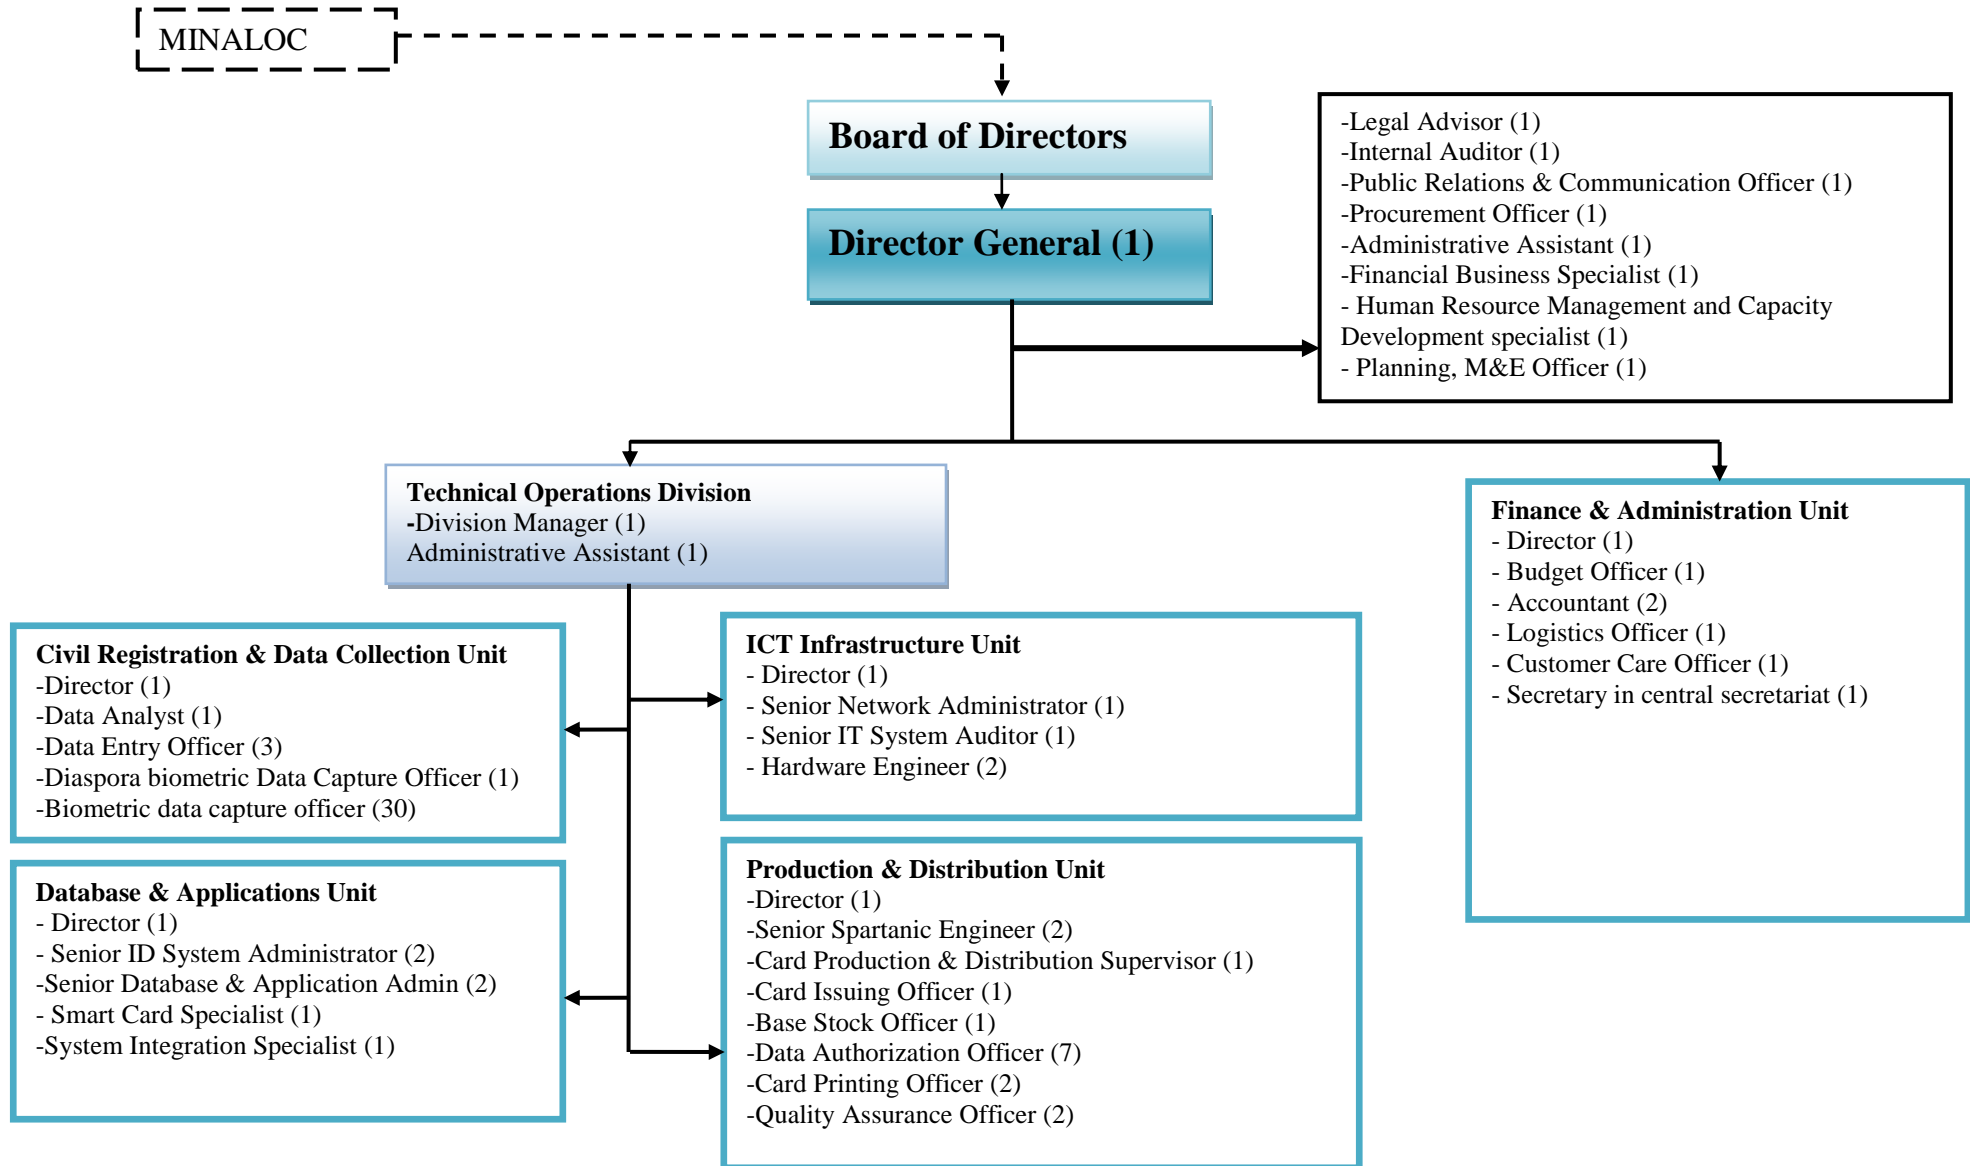 MINALOC
Board of Directors
Director General (1)
-Legal Advisor (1)
-Internal Auditor (1)
-Public Relations & Communication Officer (1)
-Procurement Officer (1)
-Administrative Assistant (1)
-Financial Business Specialist (1)
- Human Resource Management and Capacity
Development specialist (1)
- Planning, M&E Officer (1)
Technical Operations Division
-Division Manager (1)
Administrative Assistant (1)
Finance & Administration Unit
- Director (1)
- Budget Officer (1)
- Accountant (2)
- Logistics Officer (1)
- Customer Care Officer (1)
- Secretary in central secretariat (1)
Civil Registration & Data Collection Unit
-Director (1)
-Data Analyst (1)
-Data Entry Officer (3)
-Diaspora biometric Data Capture Officer (1)
-Biometric data capture officer (30)
ICT Infrastructure Unit
- Director (1)
- Senior Network Administrator (1)
- Senior IT System Auditor (1)
- Hardware Engineer (2)
Database & Applications Unit
- Director (1)
- Senior ID System Administrator (2)
-Senior Database & Application Admin (2)
- Smart Card Specialist (1)
-System Integration Specialist (1)
Production & Distribution Unit
-Director (1)
-Senior Spartanic Engineer (2)
-Card Production & Distribution Supervisor (1)
-Card Issuing Officer (1)
-Base Stock Officer (1)
-Data Authorization Officer (7)
-Card Printing Officer (2)
-Quality Assurance Officer (2)